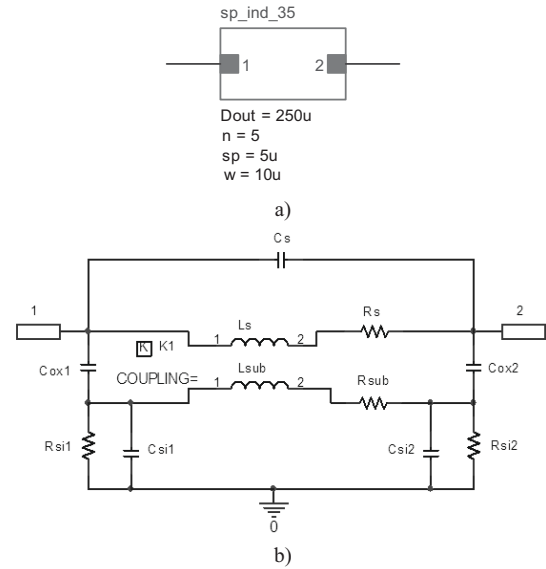 sp_ind_35
1 2
Dout = 250u
n = 5
sp = 5u
w = 10u
a)
Cs
1 2
Ls Rs
K K1 1 2
Cox1 Cox2
COUPLING= 1 Lsub 2 Rsub
Rsi1 Csi1 Csi2 Rsi2
0
b)